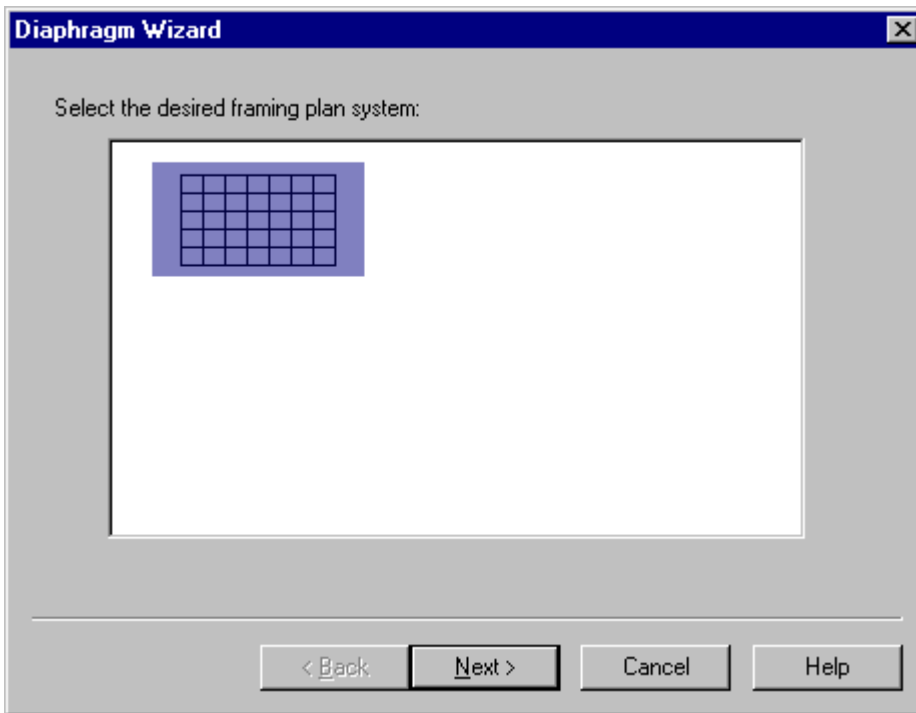 Diaphragm Wizard
Select the desired framing plan system:
< Back
Next >
Cancel
Help